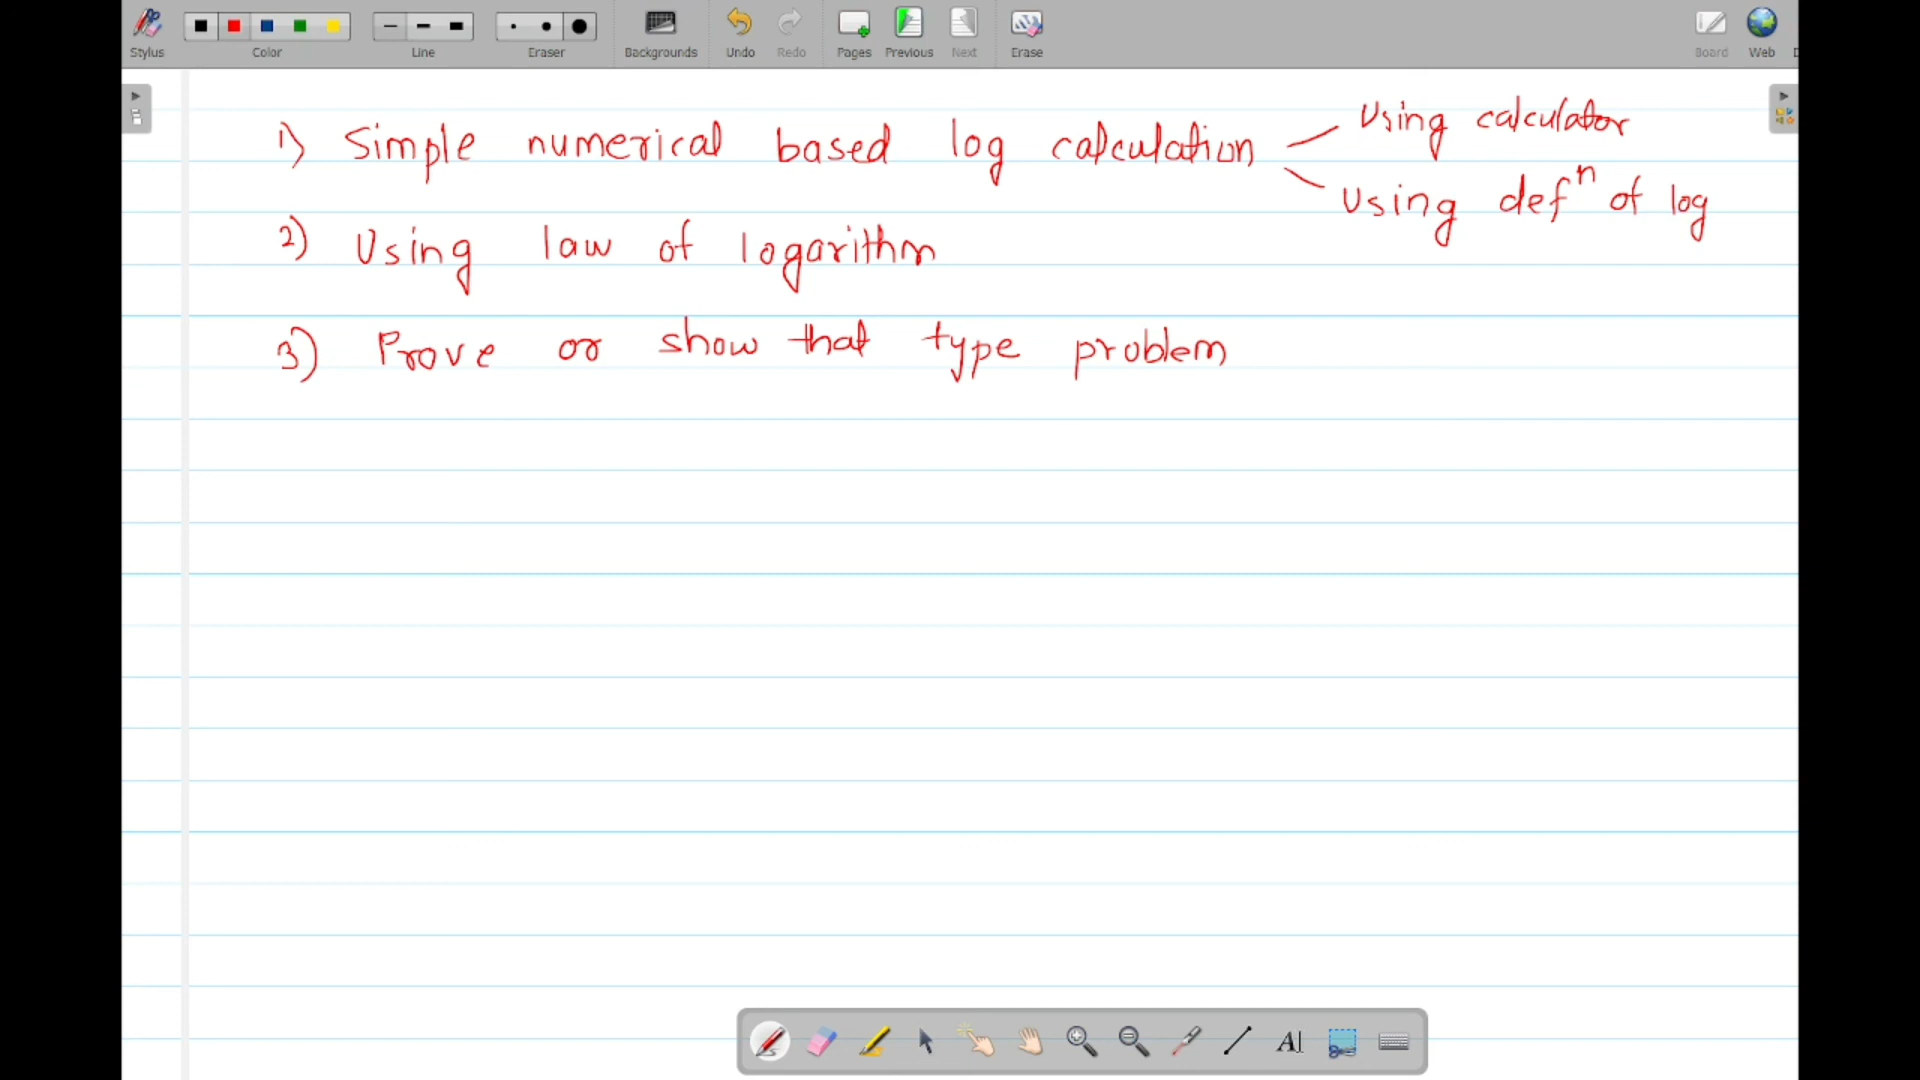 Stylus
Color
Line
Eraser
Backgrounds
Undo
Redo
Pages
Previous
Next
Erase
Board
Web
1) Simple numerical based log calculation
Using calculator
Using defⁿ of log
2) Using law of logarithm
3) Prove or show that type problem
AI